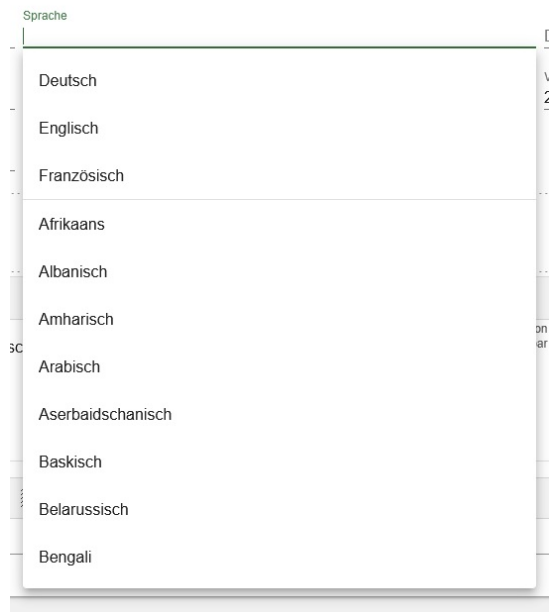 Sprache
Deutsch
Englisch
Französisch
Afrikaans
Albanisch
Amharisch
Arabisch
Aserbaidschanisch
Baskisch
Belarussisch
Bengali